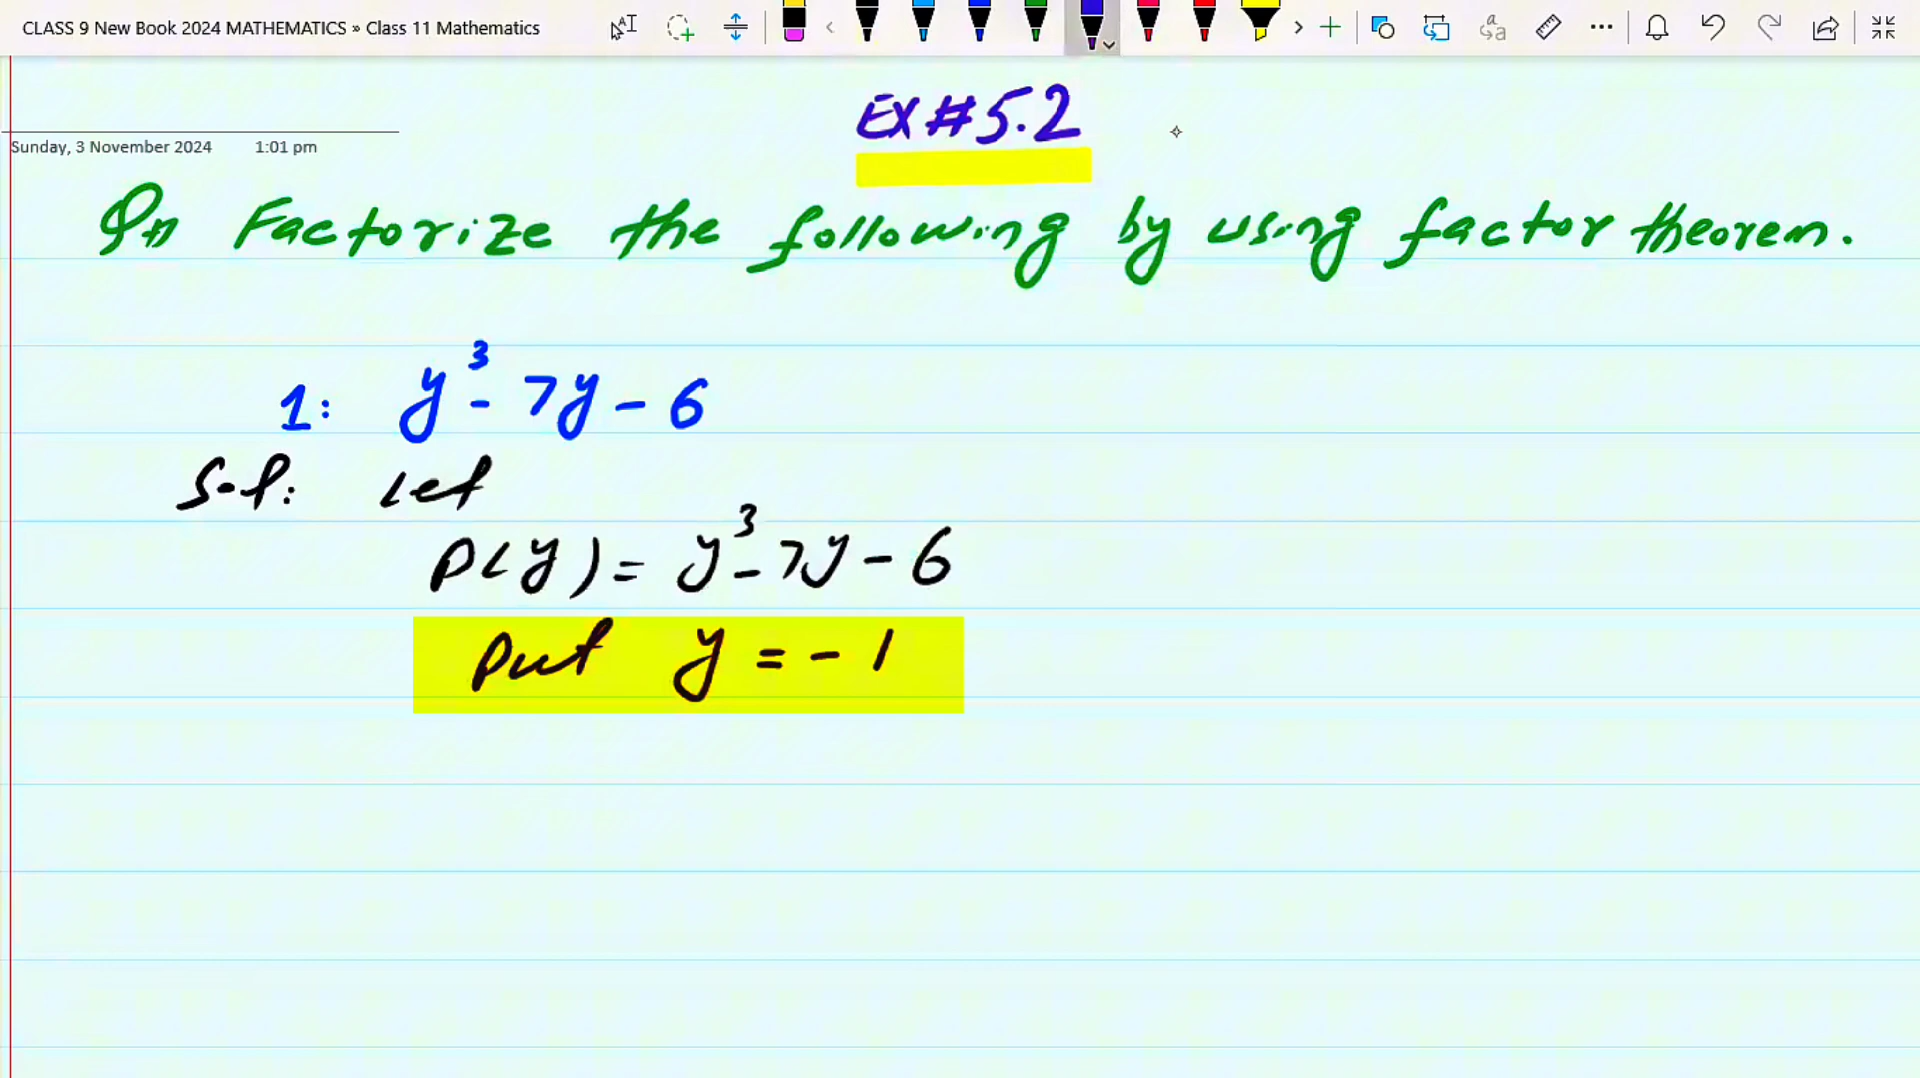 CLASS 9 New Book 2024 MATHEMATICS » Class 11 Mathematics
EX # 5.2
Sunday, 3 November 2024 1:01 pm
Factorize the following by using factor theorem.
1: y³ - 7y - 6
Sol: Let
P(y) = y³ - 7y - 6
Put y = - 1